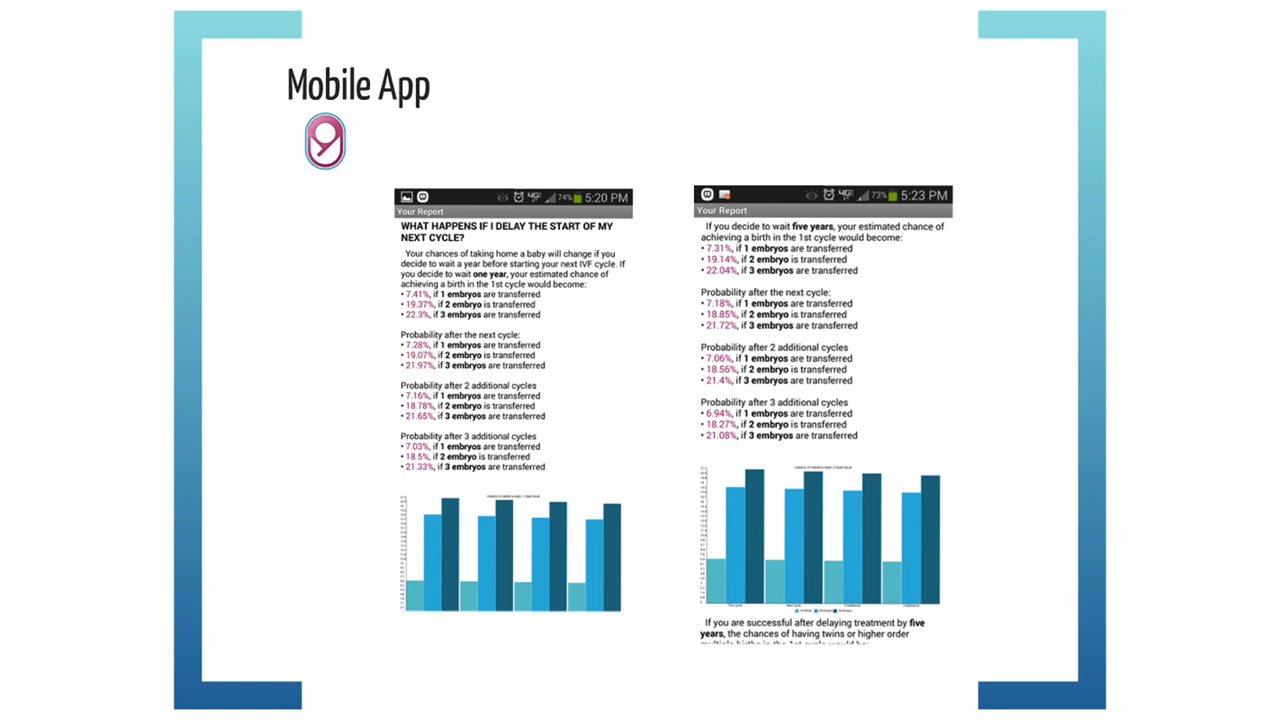 Mobile App
74% 5:20 PM
Your Report
WHAT HAPPENS IF I DELAY THE START OF MY
NEXT CYCLE?
Your chances of taking home a baby will change if you
decide to wait a year before starting your next IVF cycle. If
you decide to wait one year, your estimated chance of
achieving a birth in the 1st cycle would become:
• 7.41%, if 1 embryos are transferred
• 19.37%, if 2 embryo is transferred
• 22.3%, if 3 embryos are transferred
Probability after the next cycle:
• 7.28%, if 1 embryos are transferred
• 19.07%, if 2 embryo is transferred
• 21.97%, if 3 embryos are transferred
Probability after 2 additional cycles
• 7.16%, if 1 embryos are transferred
• 18.78%, if 2 embryo is transferred
• 21.65%, if 3 embryos are transferred
Probability after 3 additional cycles
• 7.03%, if 1 embryos are transferred
• 18.5%, if 2 embryo is transferred
• 21.33%, if 3 embryos are transferred
4G 73% 5:23 PM
Your Report
If you decide to wait five years, your estimated chance of
achieving a birth in the 1st cycle would become:
• 7.31%, if 1 embryos are transferred
• 19.14%, if 2 embryo is transferred
• 22.04%, if 3 embryos are transferred
Probability after the next cycle:
• 7.18%, if 1 embryos are transferred
• 18.85%, if 2 embryo is transferred
• 21.72%, if 3 embryos are transferred
Probability after 2 additional cycles
• 7.06%, if 1 embryos are transferred
• 18.56%, if 2 embryo is transferred
• 21.4%, if 3 embryos are transferred
Probability after 3 additional cycles
• 6.94%, if 1 embryos are transferred
• 18.27%, if 2 embryo is transferred
• 21.08%, if 3 embryos are transferred
If you are successful after delaying treatment by five
years, the chances of having twins or higher order